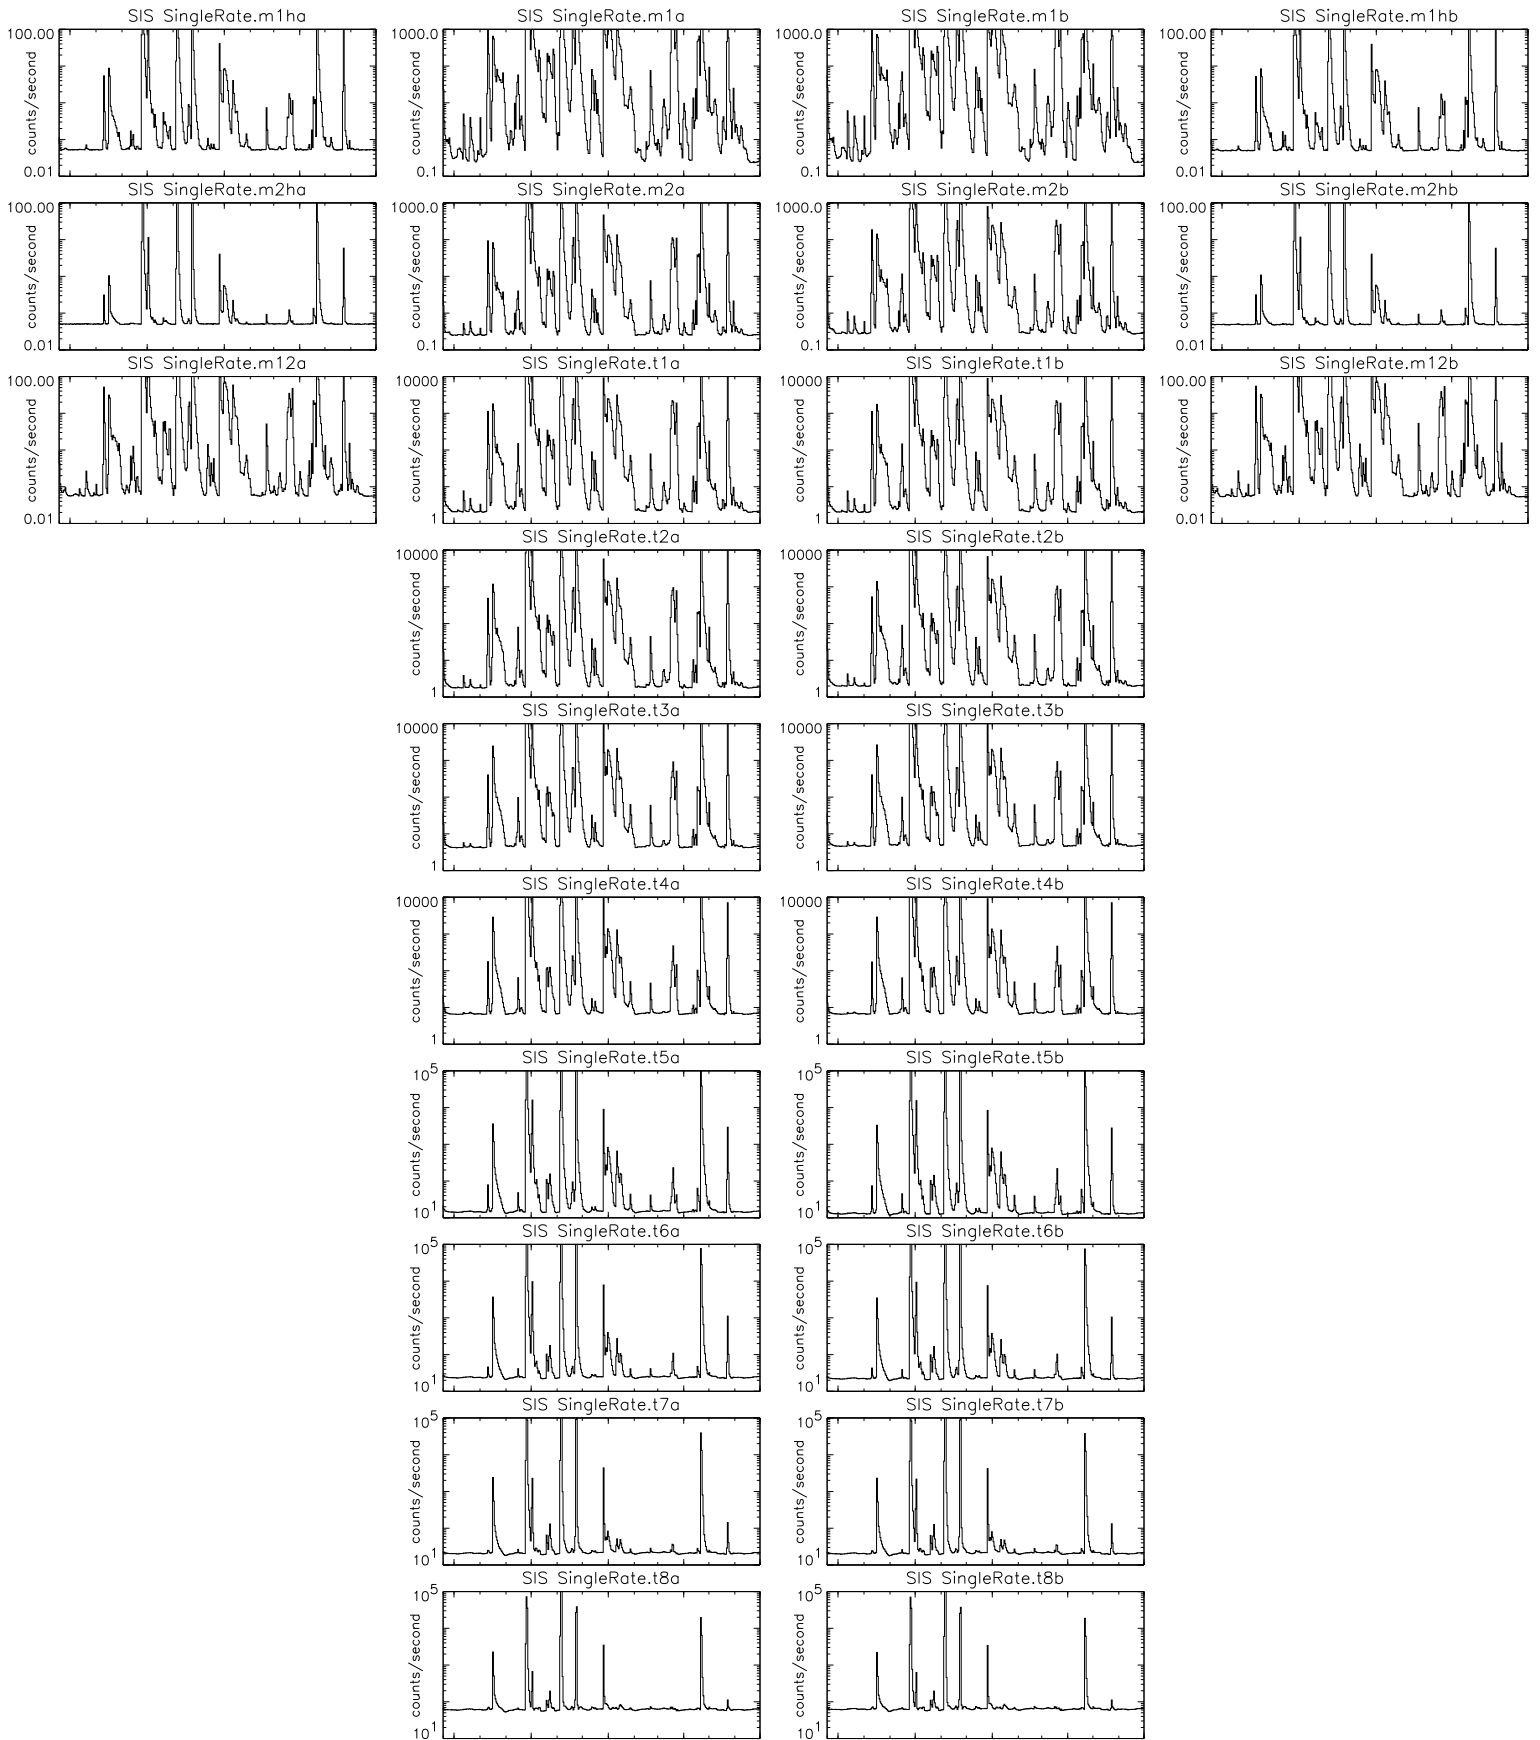 SIS SingleRate.m1ha
SIS SingleRate.m1a
SIS SingleRate.m1b
SIS SingleRate.m1hb
100.00
counts/second
0.01
1000.0
counts/second
0.1
1000.0
counts/second
0.1
100.00
counts/second
0.01
SIS SingleRate.m2ha
SIS SingleRate.m2a
SIS SingleRate.m2b
SIS SingleRate.m2hb
100.00
counts/second
0.01
1000.0
counts/second
0.1
1000.0
counts/second
0.1
100.00
counts/second
0.01
SIS SingleRate.m12a
SIS SingleRate.t1a
SIS SingleRate.t1b
SIS SingleRate.m12b
100.00
counts/second
0.01
10000
counts/second
1
10000
counts/second
1
100.00
counts/second
0.01
SIS SingleRate.t2a
SIS SingleRate.t2b
10000
counts/second
1
10000
counts/second
1
SIS SingleRate.t3a
SIS SingleRate.t3b
10000
counts/second
1
10000
counts/second
1
SIS SingleRate.t4a
SIS SingleRate.t4b
10000
counts/second
1
10000
counts/second
1
SIS SingleRate.t5a
SIS SingleRate.t5b
10^5
counts/second
10^1
10^5
counts/second
10^1
SIS SingleRate.t6a
SIS SingleRate.t6b
10^5
counts/second
10^1
10^5
counts/second
10^1
SIS SingleRate.t7a
SIS SingleRate.t7b
10^5
counts/second
10^1
10^5
counts/second
10^1
SIS SingleRate.t8a
SIS SingleRate.t8b
10^5
counts/second
10^1
10^5
counts/second
10^1